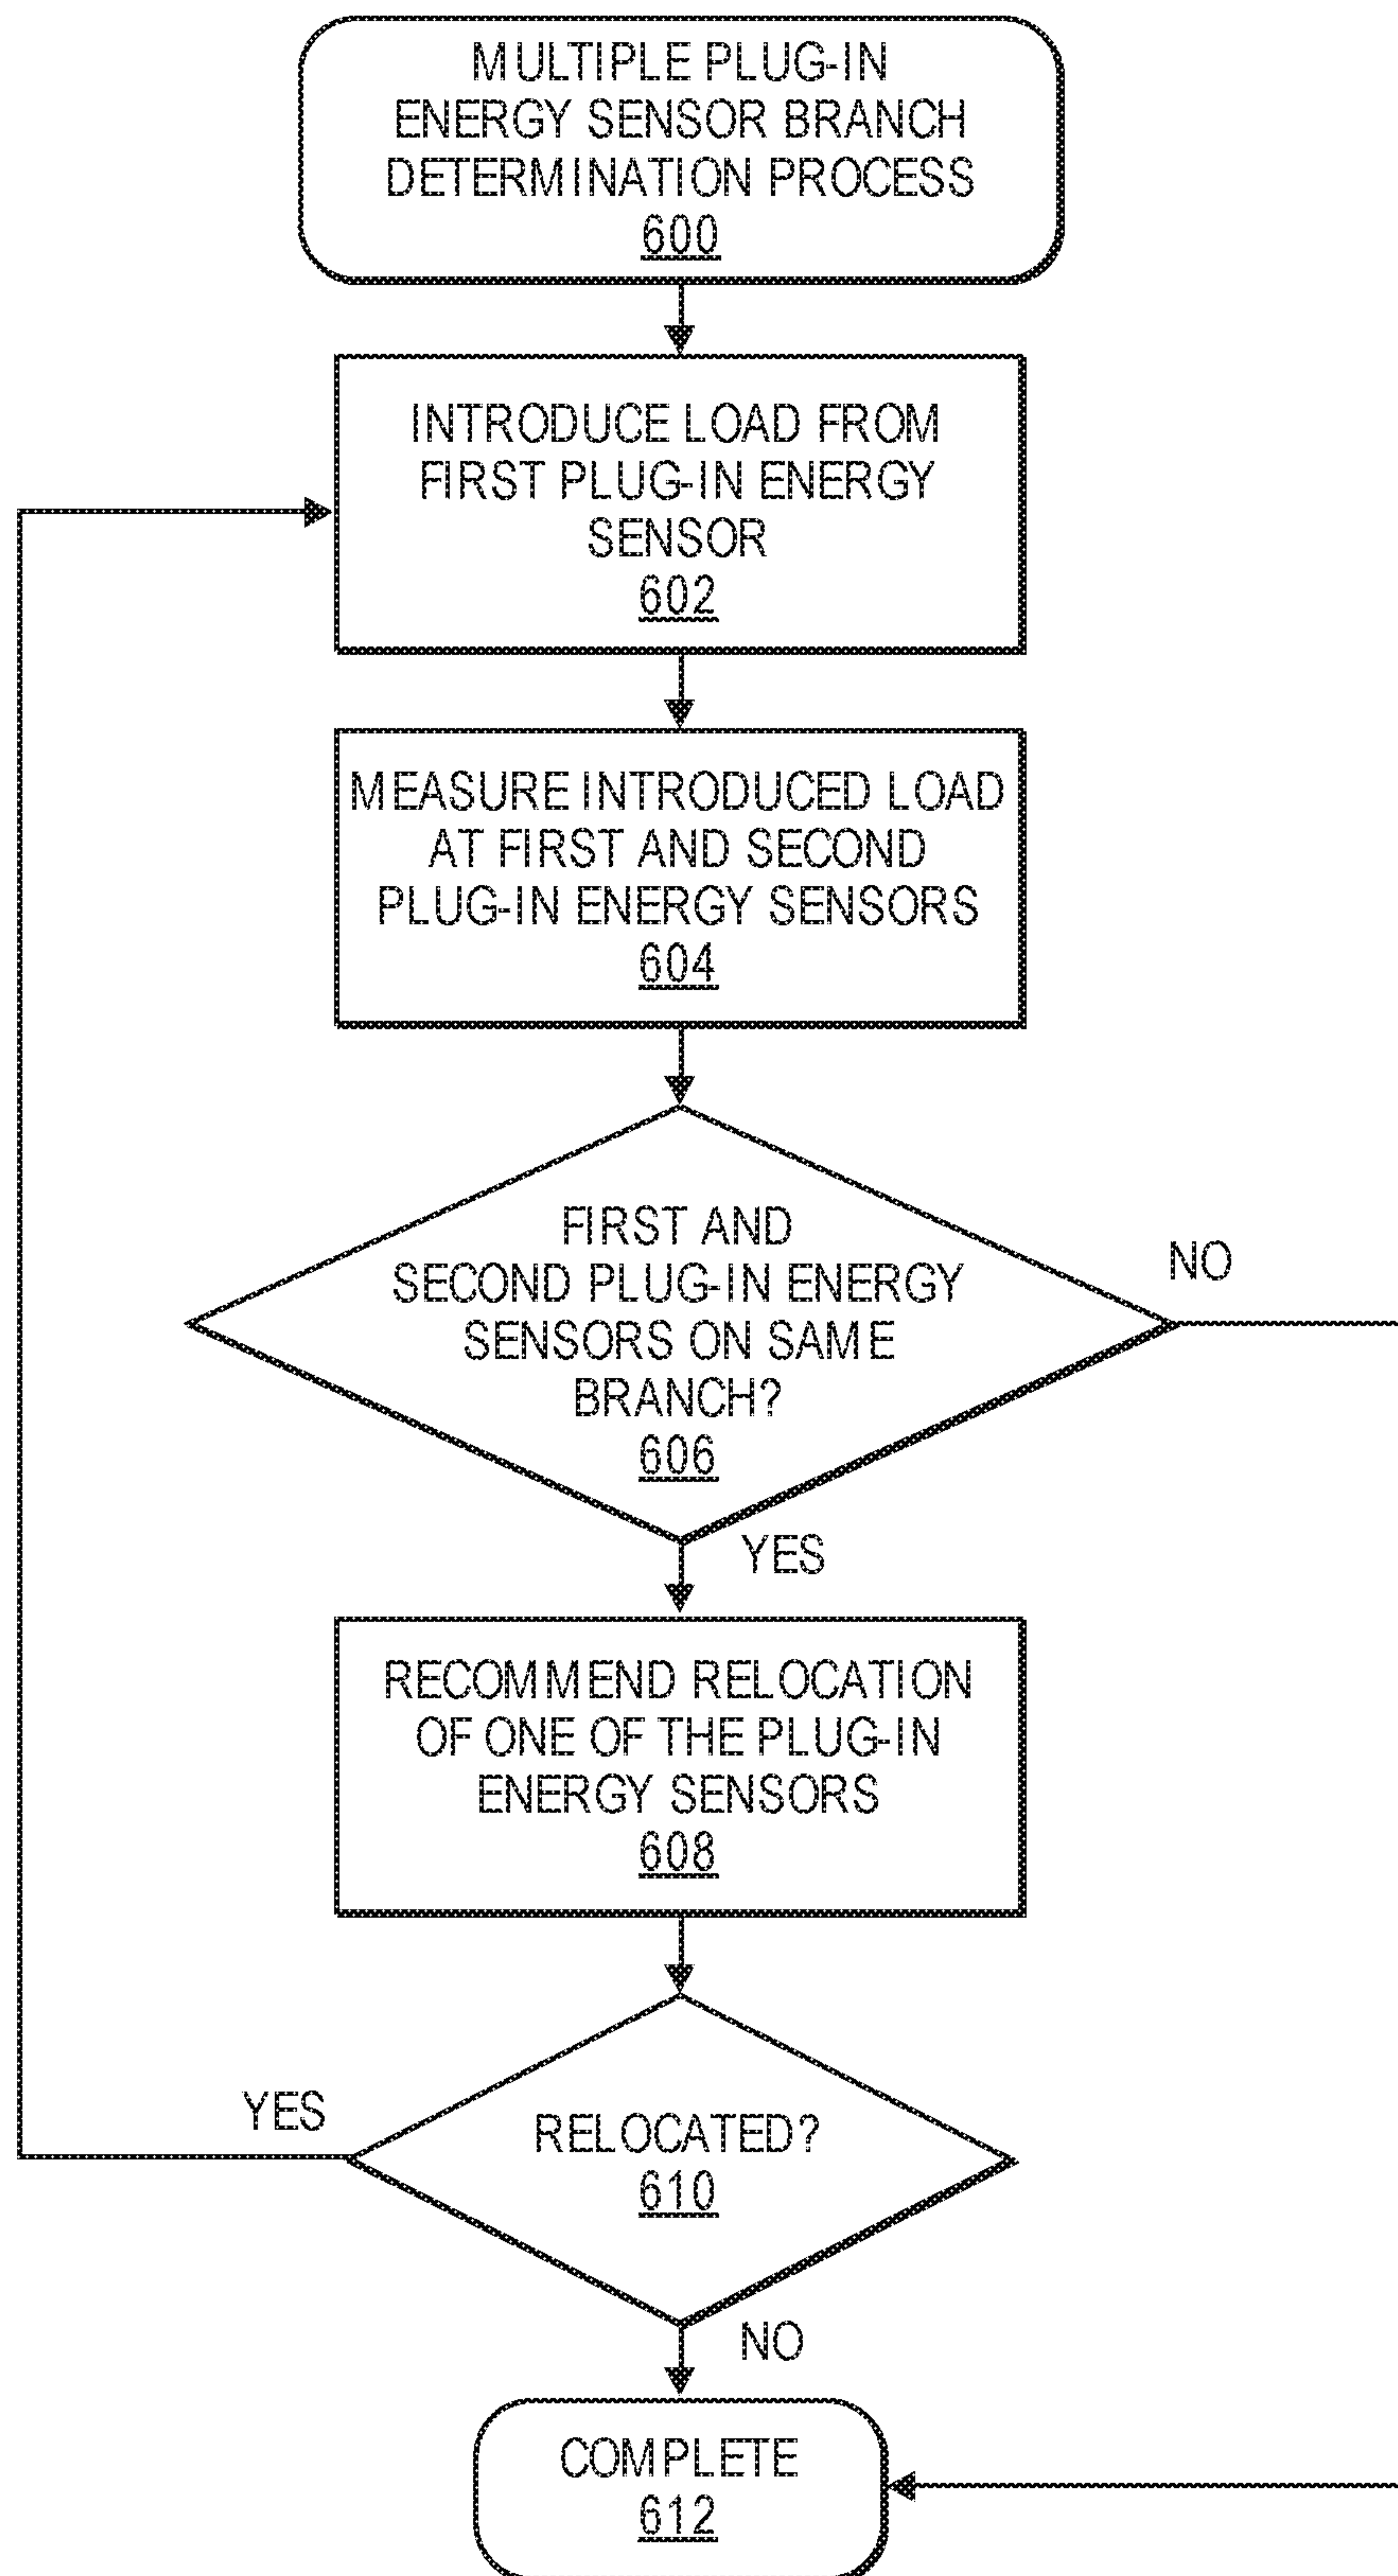 MULTIPLE PLUG-IN
ENERGY SENSOR BRANCH
DETERMINATION PROCESS
600
INTRODUCE LOAD FROM
FIRST PLUG-IN ENERGY
SENSOR
602
MEASURE INTRODUCED LOAD
AT FIRST AND SECOND
PLUG-IN ENERGY SENSORS
604
FIRST AND
SECOND PLUG-IN ENERGY
SENSORS ON SAME
BRANCH?
606
NO
YES
RECOMMEND RELOCATION
OF ONE OF THE PLUG-IN
ENERGY SENSORS
608
YES
RELOCATED?
610
NO
COMPLETE
612